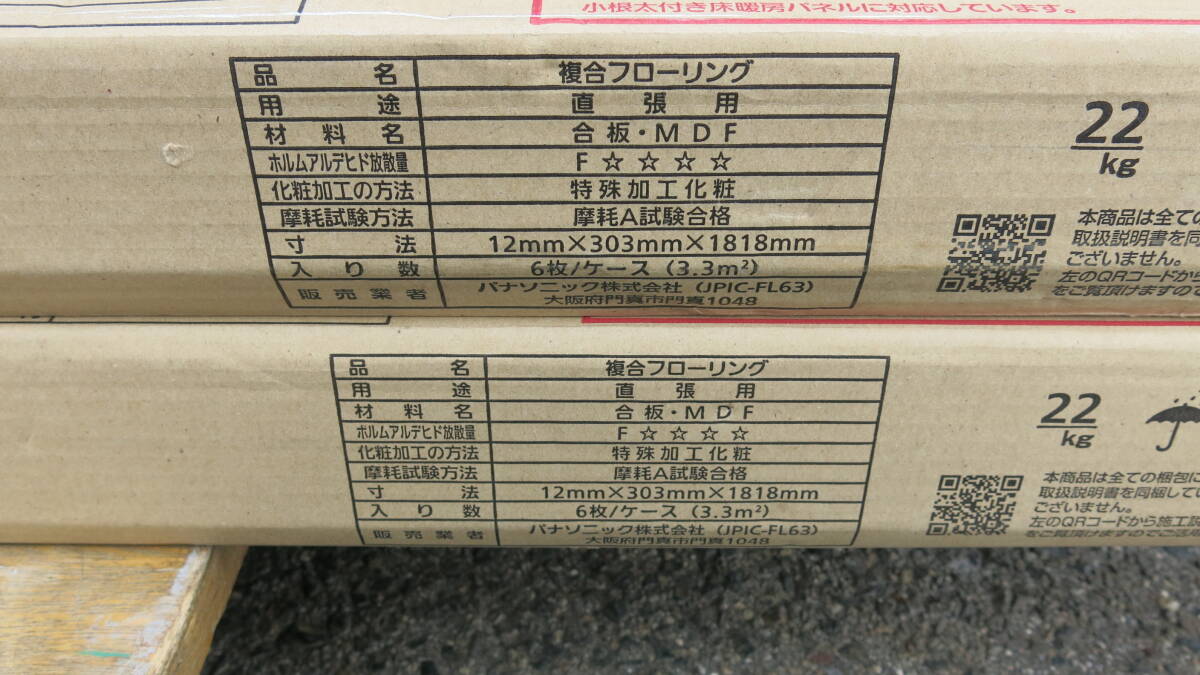 小根太付き床暖房パネルに対応しています。
品名 複合フローリング
用途 直張用
材料名 合板・MDF
ホルムアルデヒド放散量 F☆☆☆☆
化粧加工の方法 特殊加工化粧
摩耗試験方法 摩耗A試験合格
寸法 12mm×303mm×1818mm
入り数 6枚/ケース(3.3m²)
販売業者 パナソニック株式会社(JPIC-FL63)
大阪府門真市門真1048
22
kg
本商品は全ての
取扱説明書を同
ございません。
左のQRコードから
をご覧頂けますので
品名 複合フローリング
用途 直張用
材料名 合板・MDF
ホルムアルデヒド放散量 F☆☆☆☆
化粧加工の方法 特殊加工化粧
摩耗試験方法 摩耗A試験合格
寸法 12mm×303mm×1818mm
入り数 6枚/ケース(3.3m²)
販売業者 パナソニック株式会社(JPIC-FL63)
大阪府門真市門真1048
22
kg
本商品は全ての梱包に
取扱説明書を同梱して
ございません。
左のQRコードから施工説
をご覧頂けますのでご活用